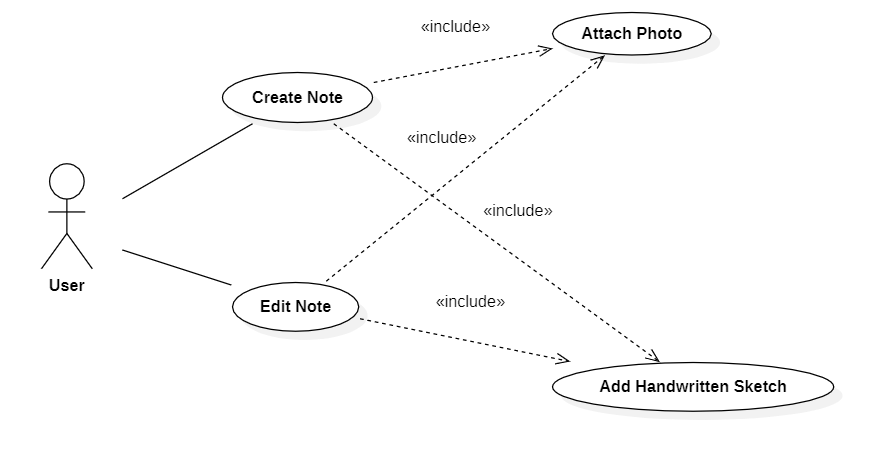 «include»
Attach Photo
Create Note
«include»
«include»
User
Edit Note
«include»
Add Handwritten Sketch